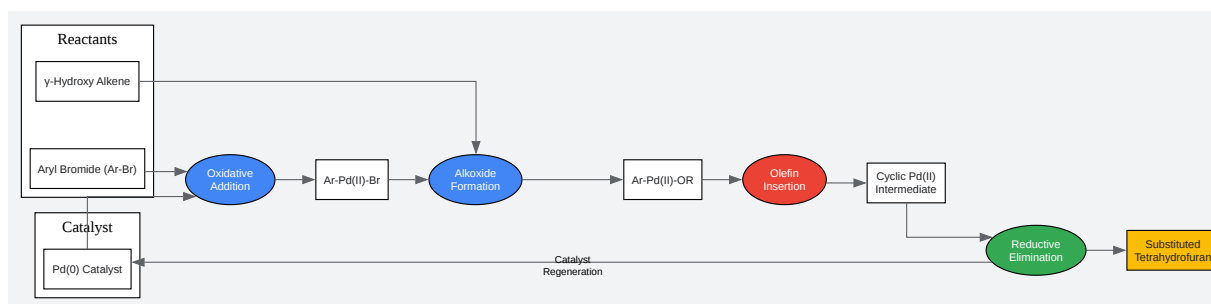 Reactants
γ-Hydroxy Alkene
Aryl Bromide (Ar-Br)
Oxidative
Addition
Ar-Pd(II)-Br
Alkoxide
Formation
Ar-Pd(II)-OR
Olefin
Insertion
Cyclic Pd(II)
Intermediate
Catalyst
Pd(0) Catalyst
Catalyst
Regeneration
Reductive
Elimination
Substituted
Tetrahydrofuran